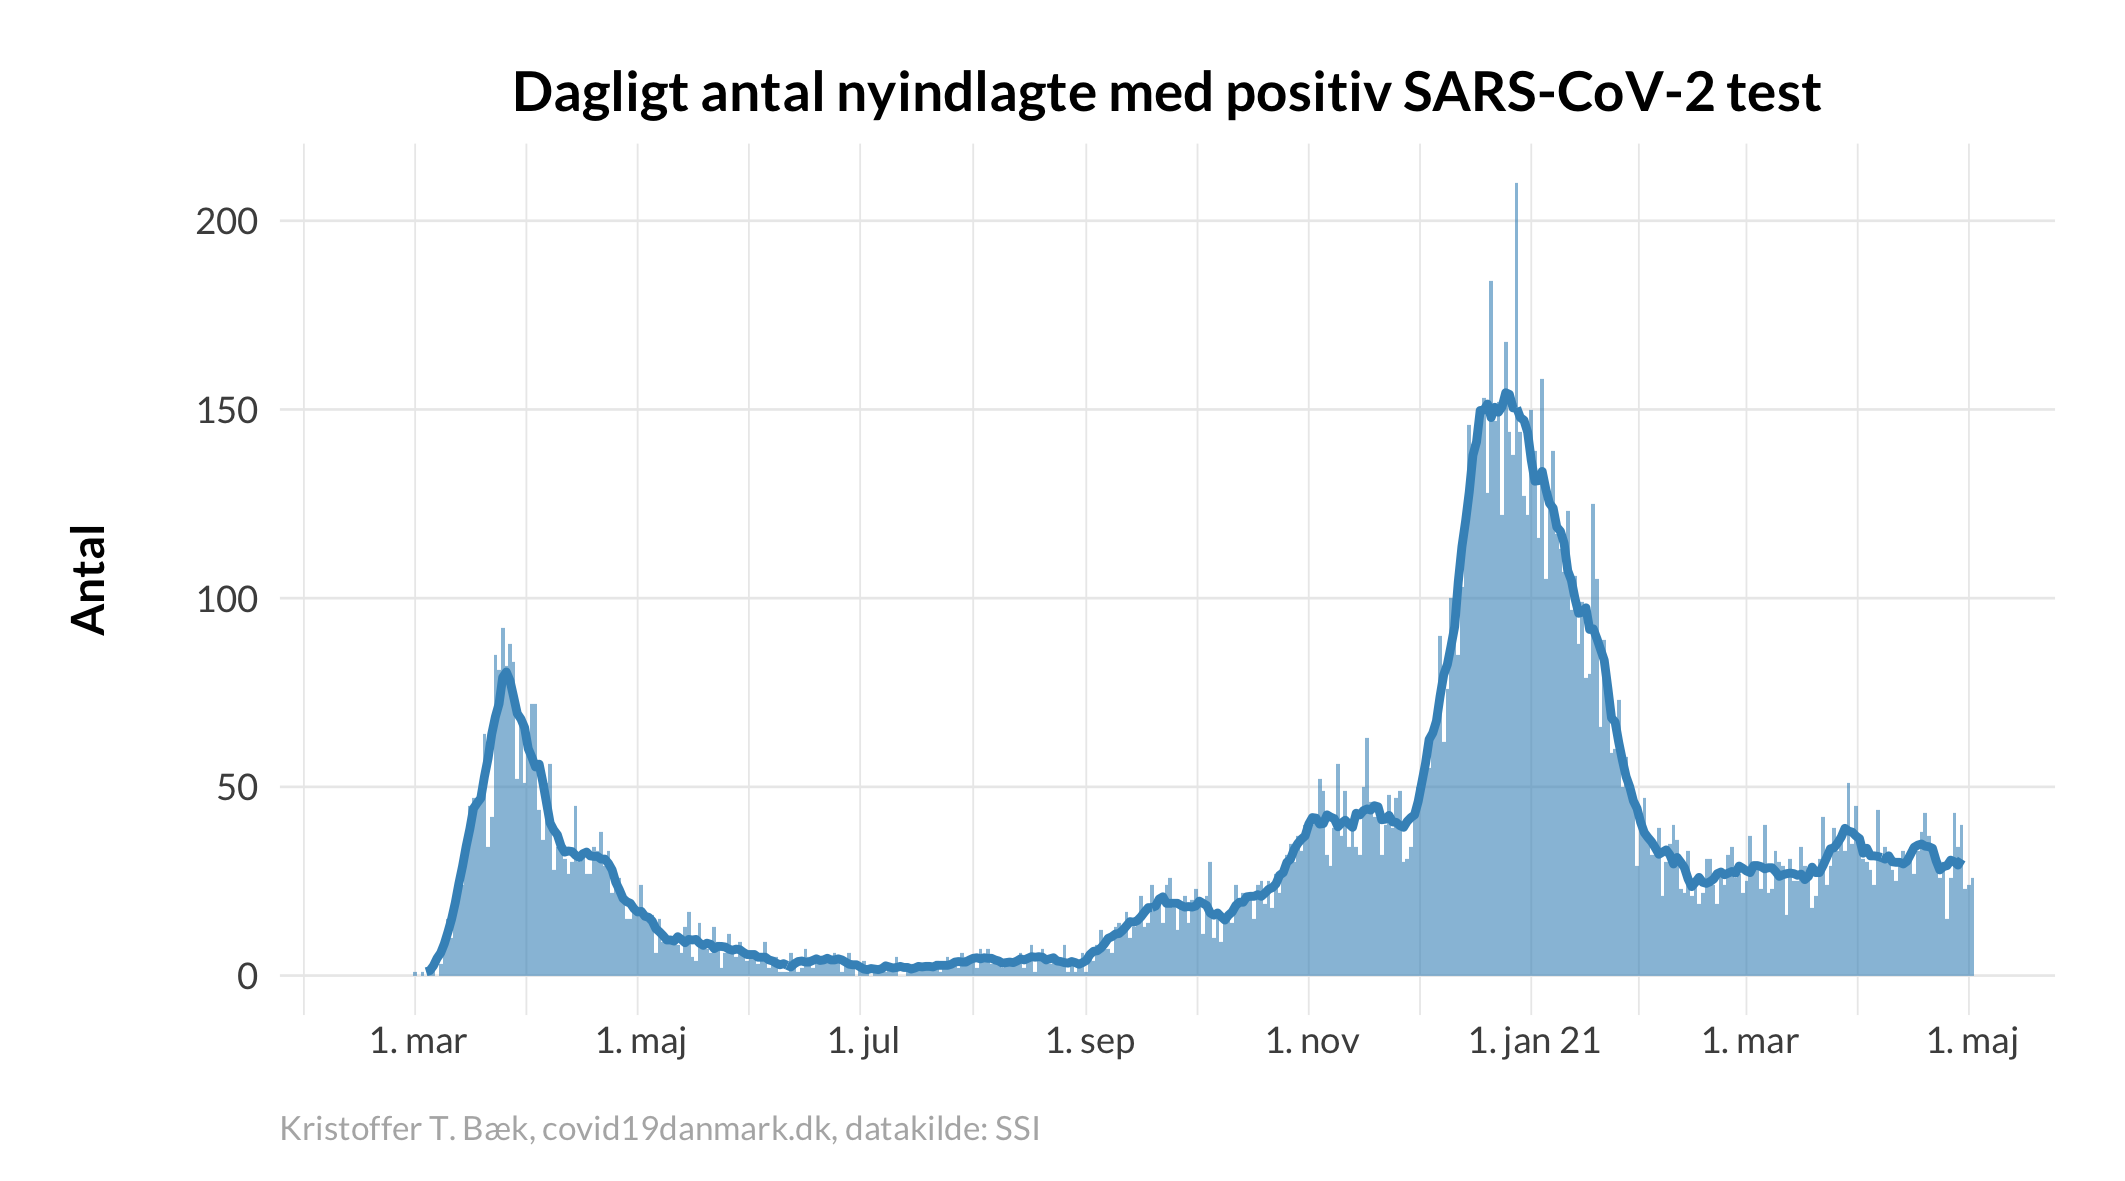 Dagligt antal nyindlagte med positiv SARS-CoV-2 test
Antal
200
150
100
50
0
1. mar 1. maj 1. jul 1. sep 1. nov 1. jan 21 1. mar 1. maj
Kristoffer T. Bæk, covid19danmark.dk, datakilde: SSI